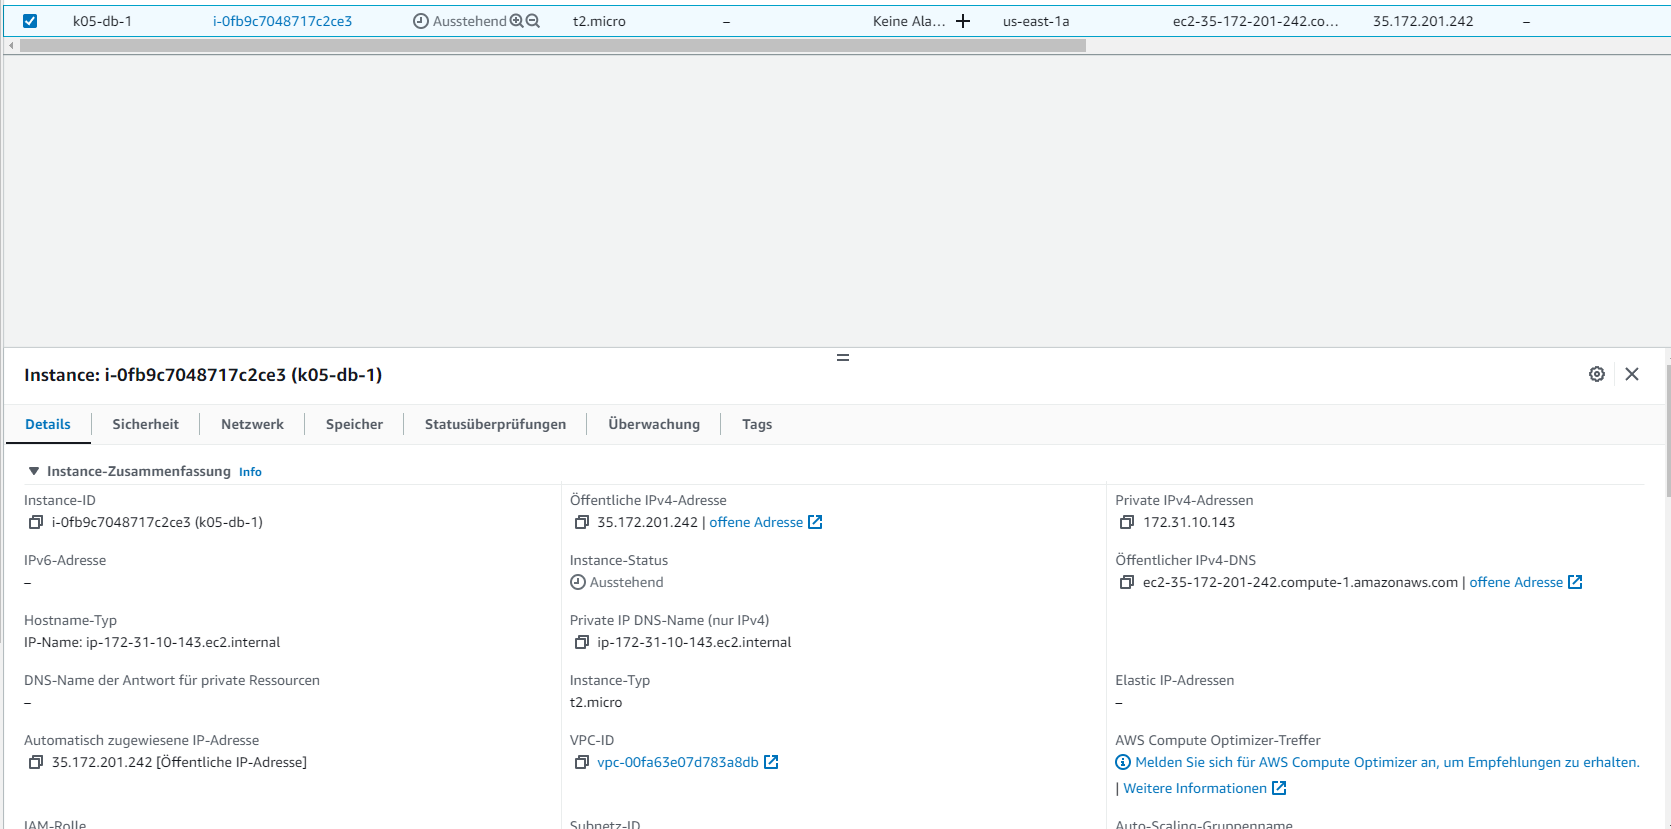 k05-db-1 i-0fb9c7048717c2ce3 Ausstehend t2.micro – Keine Ala... us-east-1a ec2-35-172-201-242.co... 35.172.201.242 –
Instance: i-0fb9c7048717c2ce3 (k05-db-1)
Details Sicherheit Netzwerk Speicher Statusüberprüfungen Überwachung Tags
Instance-Zusammenfassung Info
Instance-ID
i-0fb9c7048717c2ce3 (k05-db-1)
Öffentliche IPv4-Adresse
35.172.201.242 | offene Adresse
Private IPv4-Adressen
172.31.10.143
IPv6-Adresse
–
Instance-Status
Ausstehend
Öffentlicher IPv4-DNS
ec2-35-172-201-242.compute-1.amazonaws.com | offene Adresse
Hostname-Typ
IP-Name: ip-172-31-10-143.ec2.internal
Private IP DNS-Name (nur IPv4)
ip-172-31-10-143.ec2.internal
DNS-Name der Antwort für private Ressourcen
–
Instance-Typ
t2.micro
Elastic IP-Adressen
–
Automatisch zugewiesene IP-Adresse
35.172.201.242 [Öffentliche IP-Adresse]
VPC-ID
vpc-00fa63e07d783a8db
AWS Compute Optimizer-Treffer
Melden Sie sich für AWS Compute Optimizer an, um Empfehlungen zu erhalten.
| Weitere Informationen
IAM-Rolle
Subnetz-ID
Auto-Scaling-Gruppenname